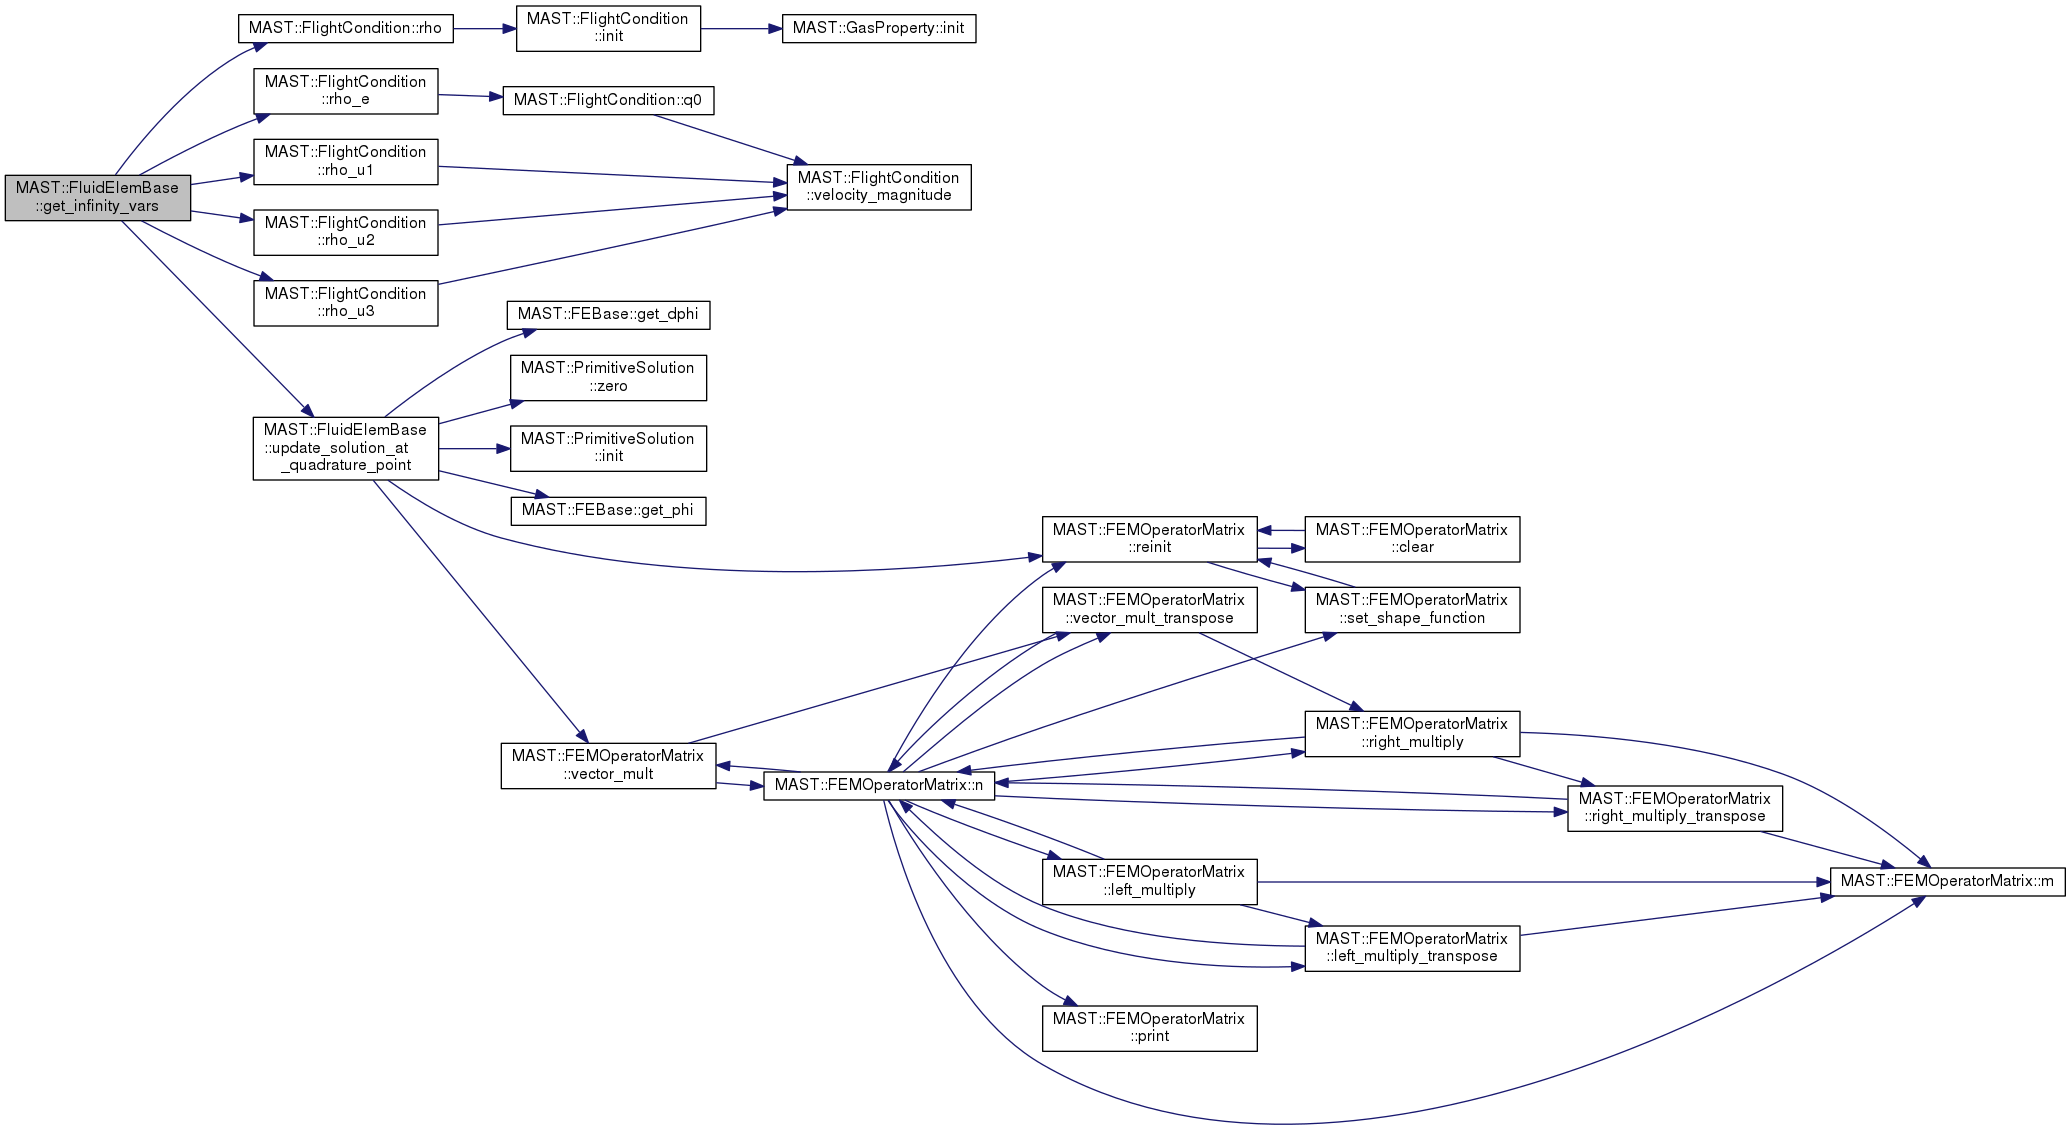 MAST::FluidElemBase
::get_infinity_vars
MAST::FlightCondition::rho
MAST::FlightCondition
::init
MAST::GasProperty::init
MAST::FlightCondition
::rho_e
MAST::FlightCondition::q0
MAST::FlightCondition
::rho_u1
MAST::FlightCondition
::velocity_magnitude
MAST::FlightCondition
::rho_u2
MAST::FlightCondition
::rho_u3
MAST::FluidElemBase
::update_solution_at
_quadrature_point
MAST::FEBase::get_dphi
MAST::PrimitiveSolution
::zero
MAST::PrimitiveSolution
::init
MAST::FEBase::get_phi
MAST::FEMOperatorMatrix
::reinit
MAST::FEMOperatorMatrix
::clear
MAST::FEMOperatorMatrix
::vector_mult_transpose
MAST::FEMOperatorMatrix
::set_shape_function
MAST::FEMOperatorMatrix
::vector_mult
MAST::FEMOperatorMatrix::n
MAST::FEMOperatorMatrix
::right_multiply
MAST::FEMOperatorMatrix
::right_multiply_transpose
MAST::FEMOperatorMatrix
::left_multiply
MAST::FEMOperatorMatrix::m
MAST::FEMOperatorMatrix
::left_multiply_transpose
MAST::FEMOperatorMatrix
::print